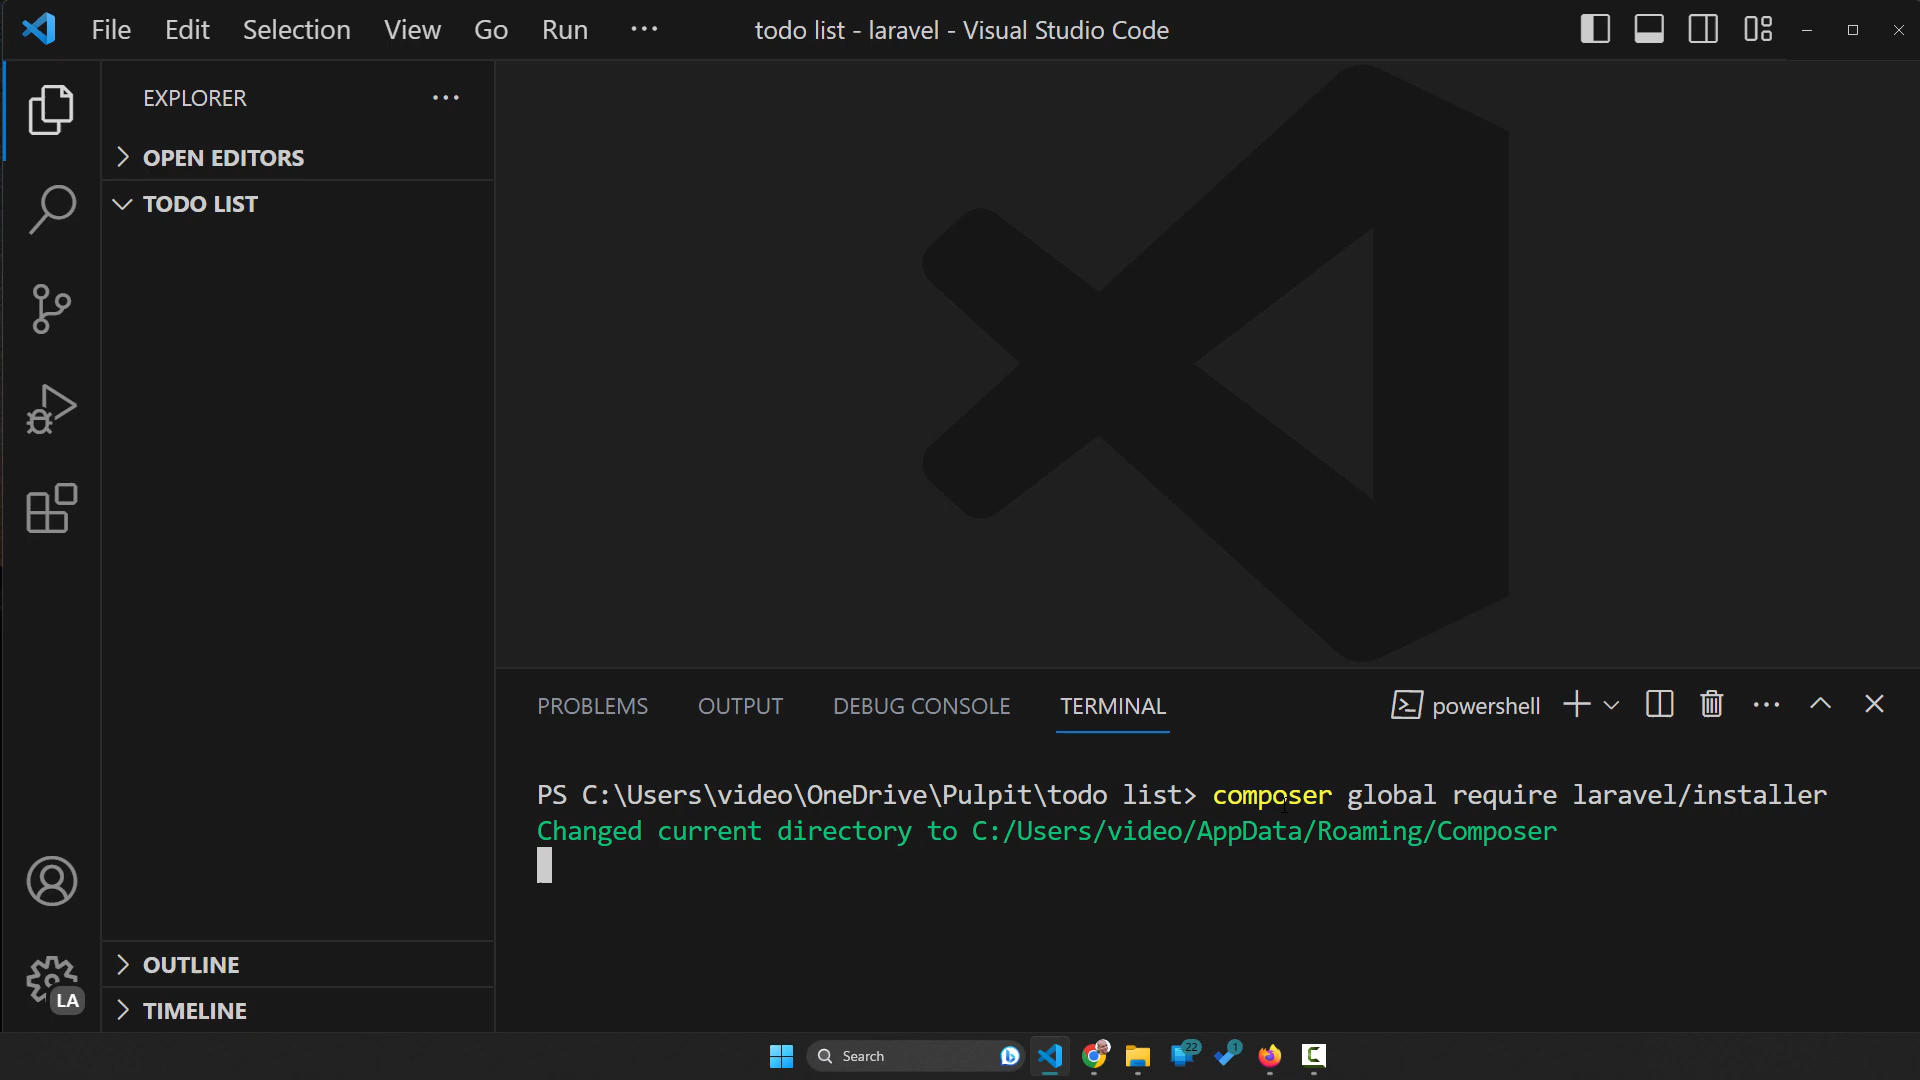 File Edit Selection View Go Run ···
todo list - laravel - Visual Studio Code
EXPLORER
OPEN EDITORS
TODO LIST
PROBLEMS OUTPUT DEBUG CONSOLE TERMINAL
powershell
PS C:\Users\video\OneDrive\Pulpit\todo list> composer global require laravel/installer
Changed current directory to C:/Users/video/AppData/Roaming/Composer
OUTLINE
LA
TIMELINE
Search
22
1